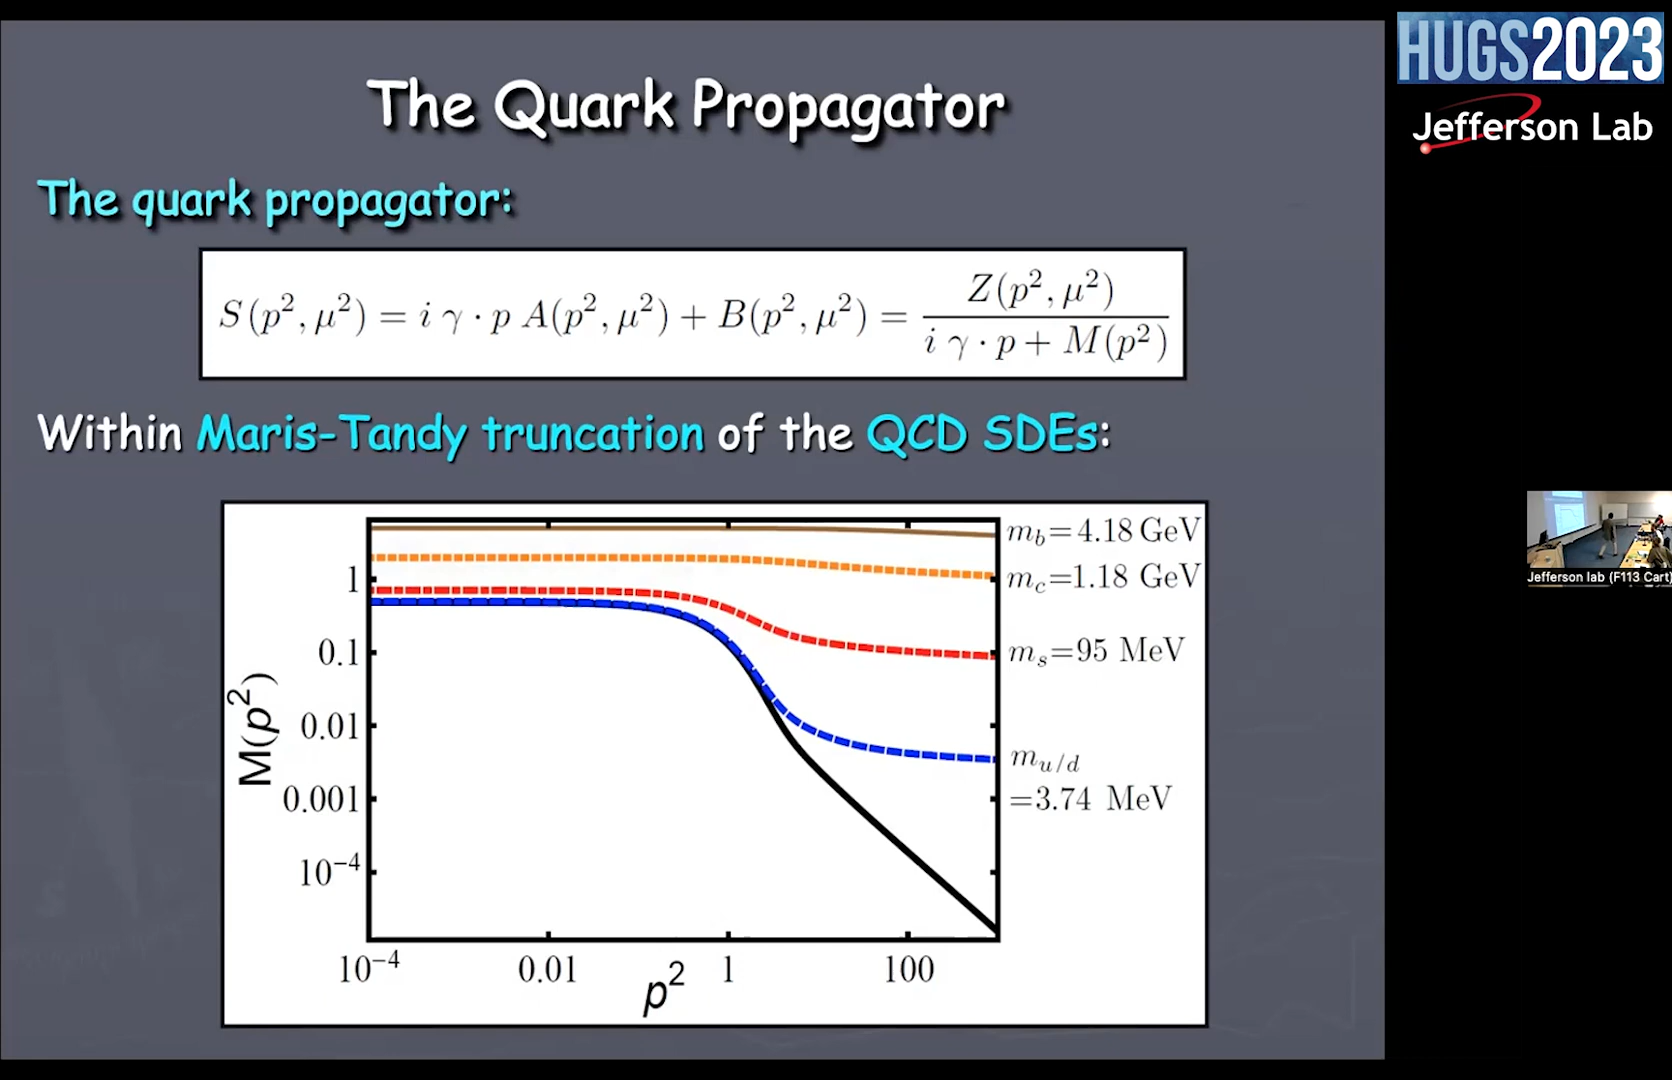 The Quark Propagator
The quark propagator:
S(p², μ²) = i γ · p A(p², μ²) + B(p², μ²) = Z(p², μ²) / i γ · p + M(p²)
Within Maris-Tandy truncation of the QCD SDEs:
m_b=4.18 GeV
m_c=1.18 GeV
m_s=95 MeV
m_u/d
=3.74 MeV
M(p²)
1
0.1
0.01
0.001
10⁻⁴
10⁻⁴
0.01
1
100
p²
HUGS2023
Jefferson Lab
Jefferson lab (F113 Cart)